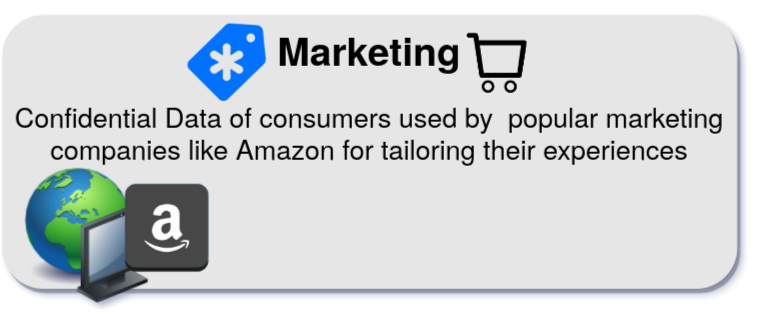 Marketing
Confidential Data of consumers used by popular marketing
companies like Amazon for tailoring their experiences
a